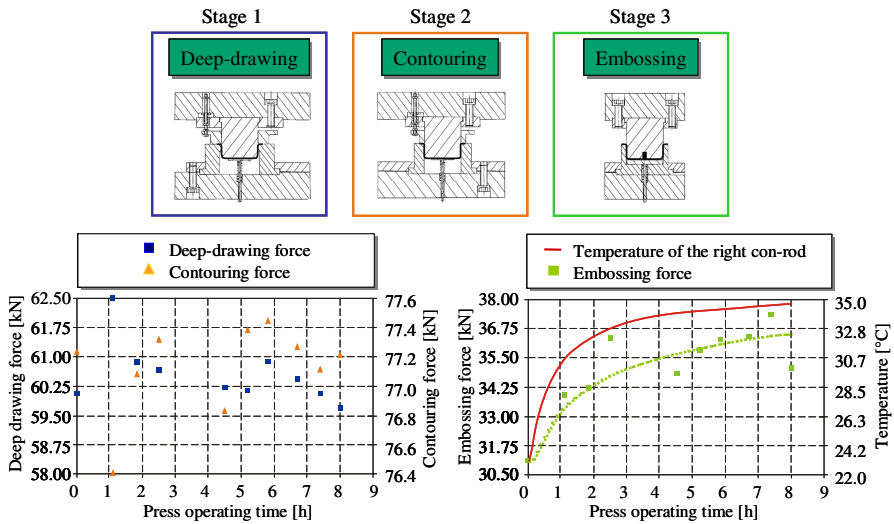 Stage 1
Stage 2
Stage 3
Deep-drawing
Contouring
Embossing
Deep-drawing force
Contouring force
Deep drawing force [kN]
62.50
61.75
61.00
60.25
59.50
58.75
58.00
77.6
77.4
77.2
77.0
76.8
76.6
76.4
Contouring force [kN]
0 1 2 3 4 5 6 7 8 9
Press operating time [h]
Temperature of the right con-rod
Embossing force
Embossing force [kN]
38.00
36.75
35.50
34.25
33.00
31.75
30.50
35.0
32.8
30.7
28.5
26.3
24.2
22.0
Temperature [°C]
0 1 2 3 4 5 6 7 8 9
Press operating time [h]